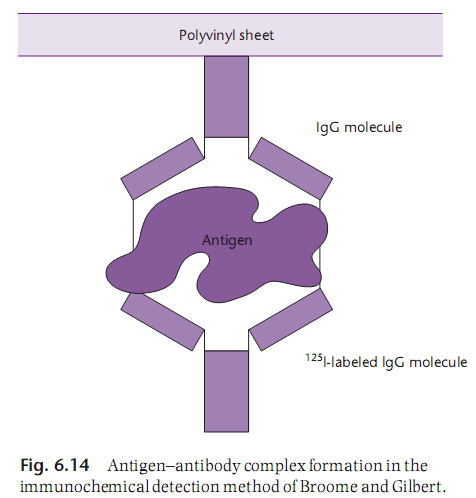 Polyvinyl sheet
IgG molecule
Antigen
¹²⁵I-labeled IgG molecule
Fig. 6.14 Antigen–antibody complex formation in the
immunochemical detection method of Broome and Gilbert.